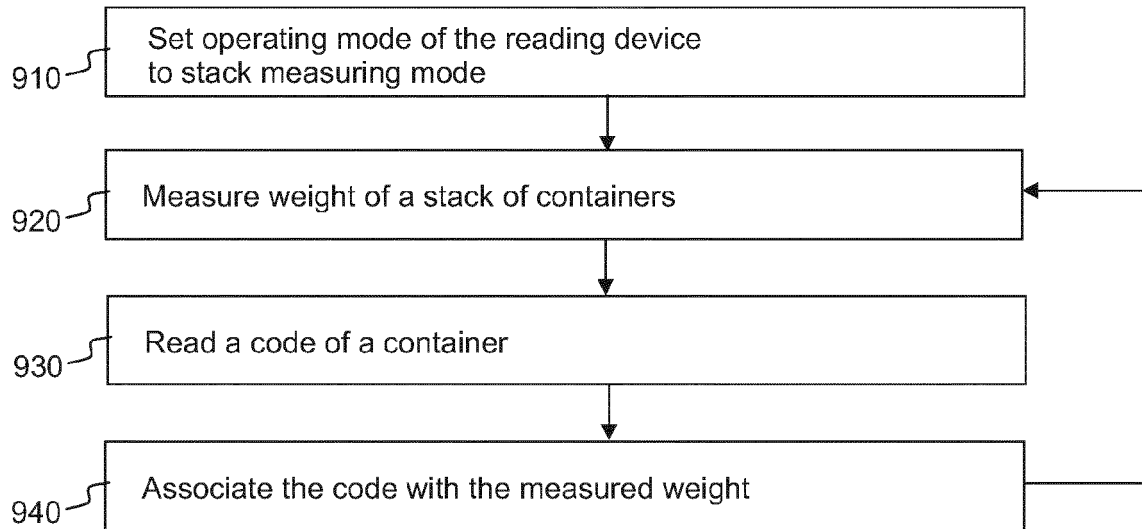 Set operating mode of the reading device
to stack measuring mode
910
Measure weight of a stack of containers
920
Read a code of a container
930
Associate the code with the measured weight
940